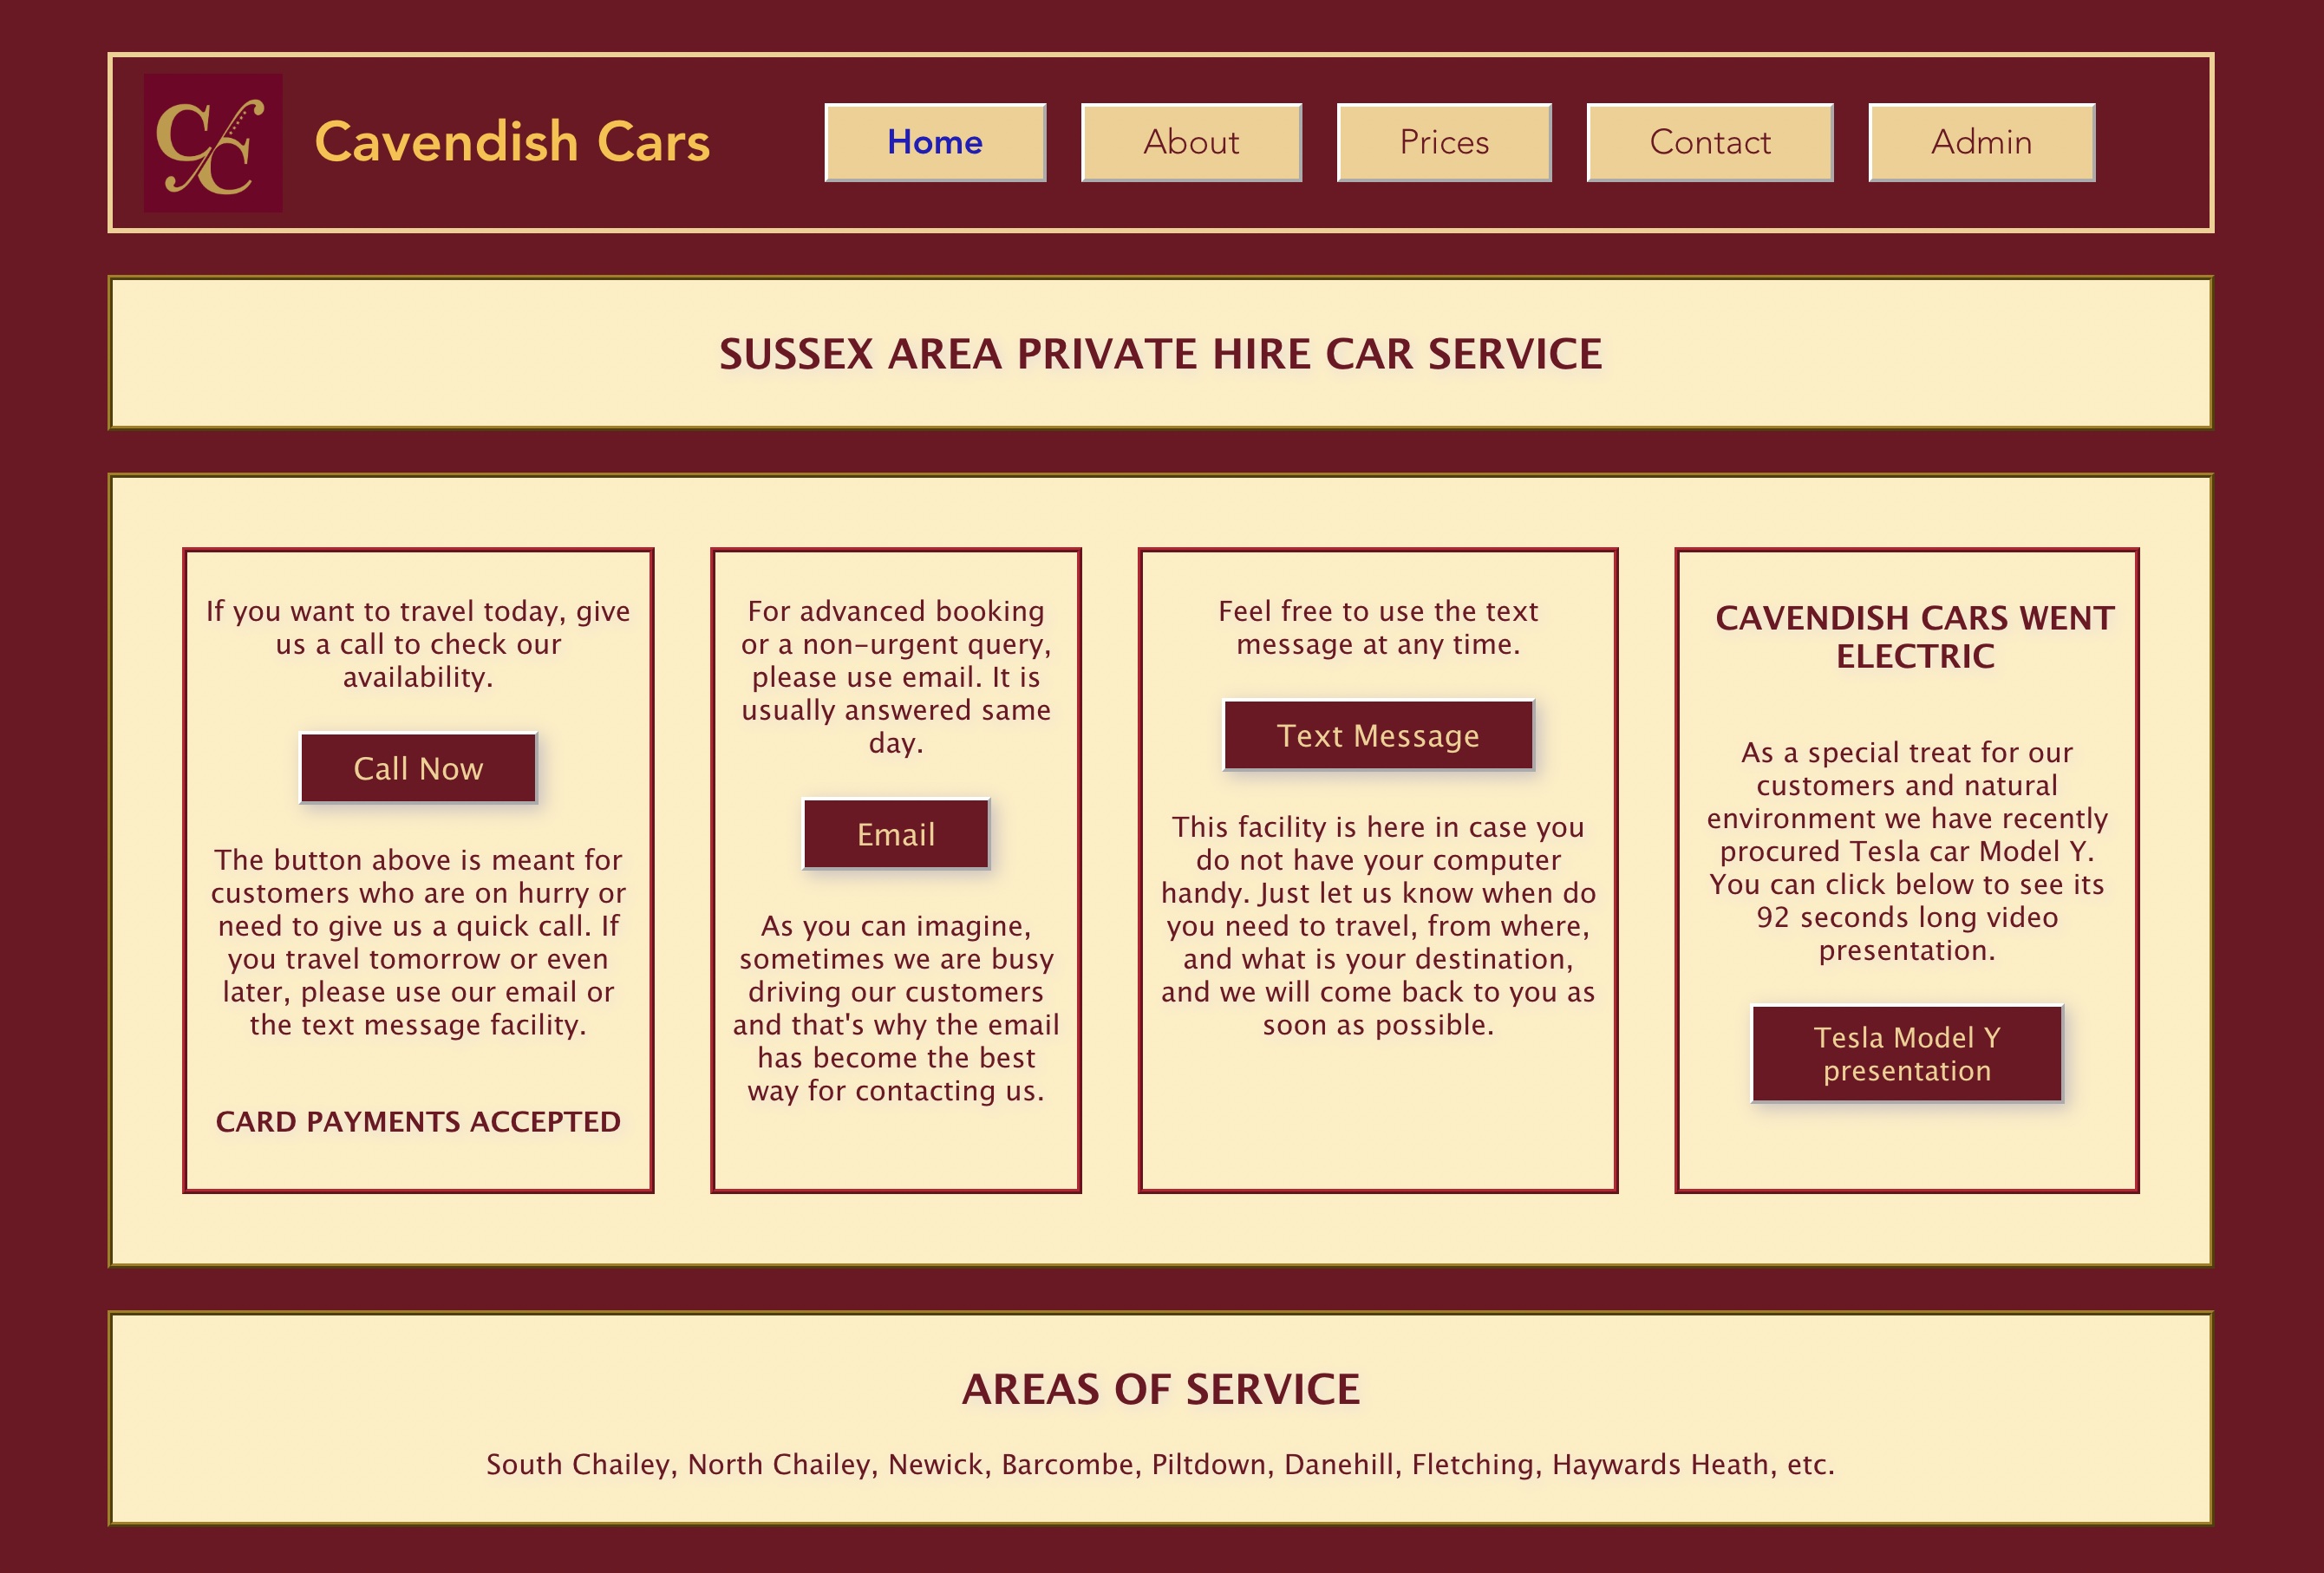 CC
Cavendish Cars
Home
About
Prices
Contact
Admin
SUSSEX AREA PRIVATE HIRE CAR SERVICE
If you want to travel today, give
us a call to check our
availability.
Call Now
The button above is meant for
customers who are on hurry or
need to give us a quick call. If
you travel tomorrow or even
later, please use our email or
the text message facility.
CARD PAYMENTS ACCEPTED
For advanced booking
or a non-urgent query,
please use email. It is
usually answered same
day.
Email
As you can imagine,
sometimes we are busy
driving our customers
and that's why the email
has become the best
way for contacting us.
Feel free to use the text
message at any time.
Text Message
This facility is here in case you
do not have your computer
handy. Just let us know when do
you need to travel, from where,
and what is your destination,
and we will come back to you as
soon as possible.
CAVENDISH CARS WENT
ELECTRIC
As a special treat for our
customers and natural
environment we have recently
procured Tesla car Model Y.
You can click below to see its
92 seconds long video
presentation.
Tesla Model Y
presentation
AREAS OF SERVICE
South Chailey, North Chailey, Newick, Barcombe, Piltdown, Danehill, Fletching, Haywards Heath, etc.